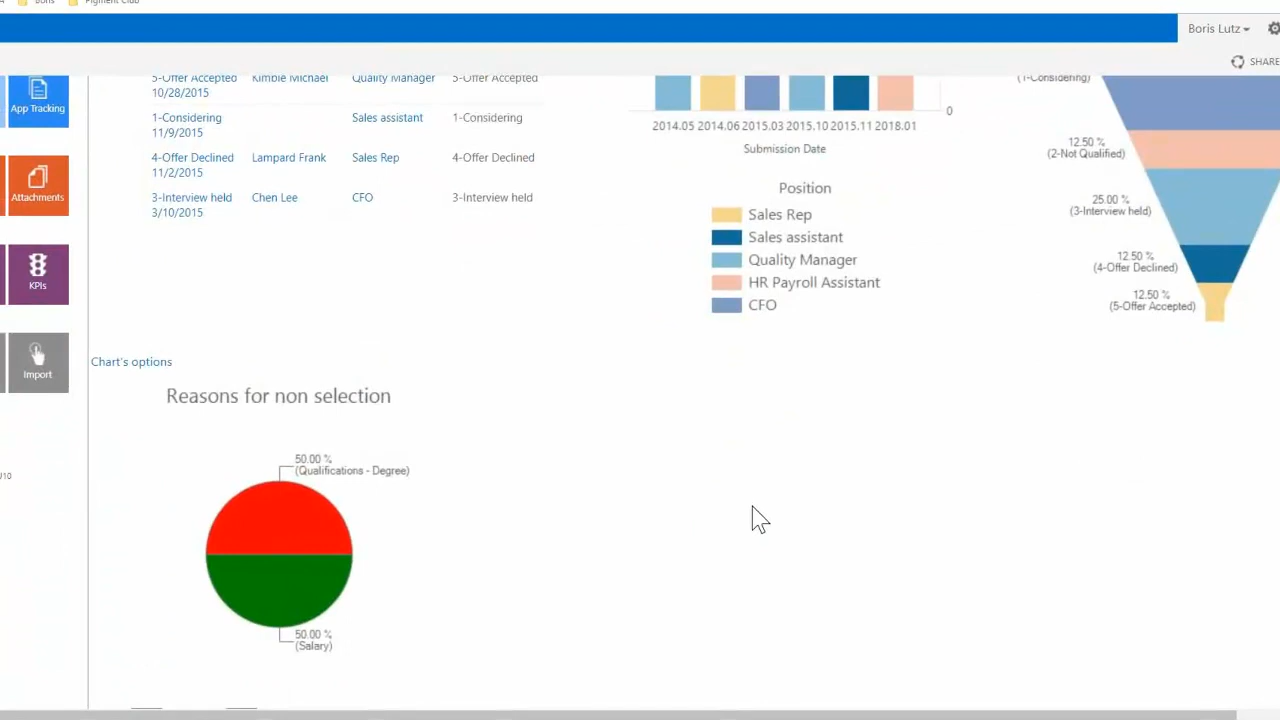 Boris
Pigment Club
Boris Lutz
SHARE
App Tracking
Attachments
KPIs
Import
5-Offer Accepted Kimble Michael Quality Manager 5-Offer Accepted
10/28/2015
1-Considering Sales assistant 1-Considering
11/9/2015
4-Offer Declined Lampard Frank Sales Rep 4-Offer Declined
11/2/2015
3-Interview held Chen Lee CFO 3-Interview held
3/10/2015
0
2014.05 2014.06 2015.03 2015.10 2015.11 2018.01
Submission Date
Position
Sales Rep
Sales assistant
Quality Manager
HR Payroll Assistant
CFO
(1-Considering)
12.50 %
(2-Not Qualified)
25.00 %
(3-Interview held)
12.50 %
(4-Offer Declined)
12.50 %
(5-Offer Accepted)
Chart's options
Reasons for non selection
50.00 %
(Qualifications - Degree)
50.00 %
(Salary)